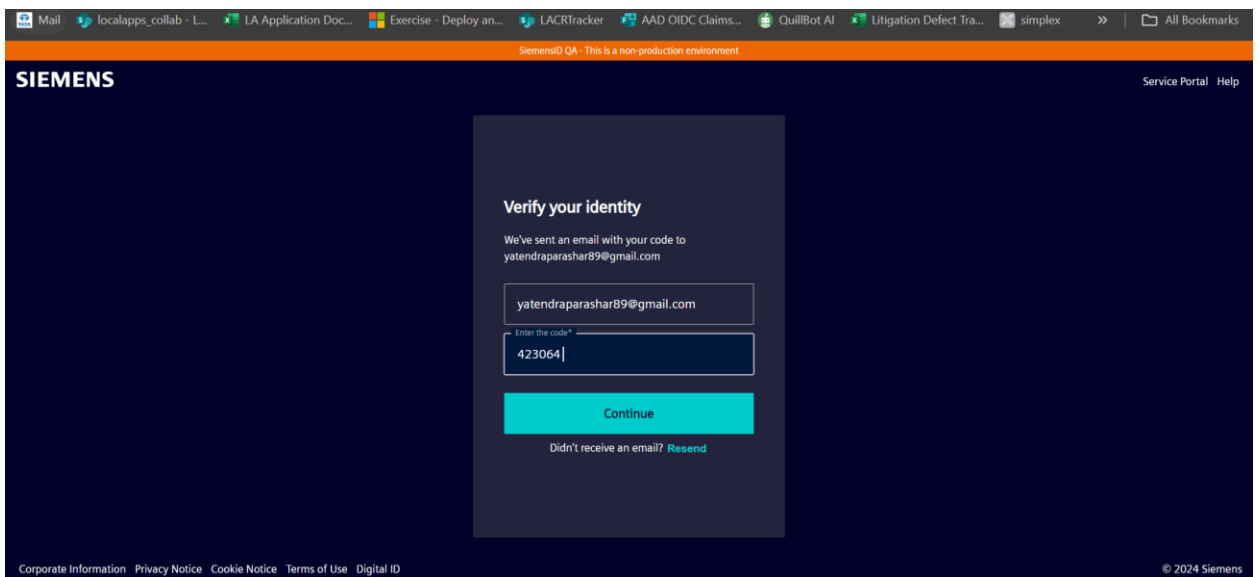 Mail localapps_collab - L... LA Application Doc... Exercise - Deploy an... LACRTracker AAD OIDC Claims... QuillBot AI Litigation Defect Tra... simplex » All Bookmarks
SiemensID QA - This is a non-production environment
SIEMENS
Service Portal Help
Verify your identity
We've sent an email with your code to
yatendraparashar89@gmail.com
yatendraparashar89@gmail.com
Enter the code*
423064
Continue
Didn't receive an email? Resend
Corporate Information Privacy Notice Cookie Notice Terms of Use Digital ID
© 2024 Siemens